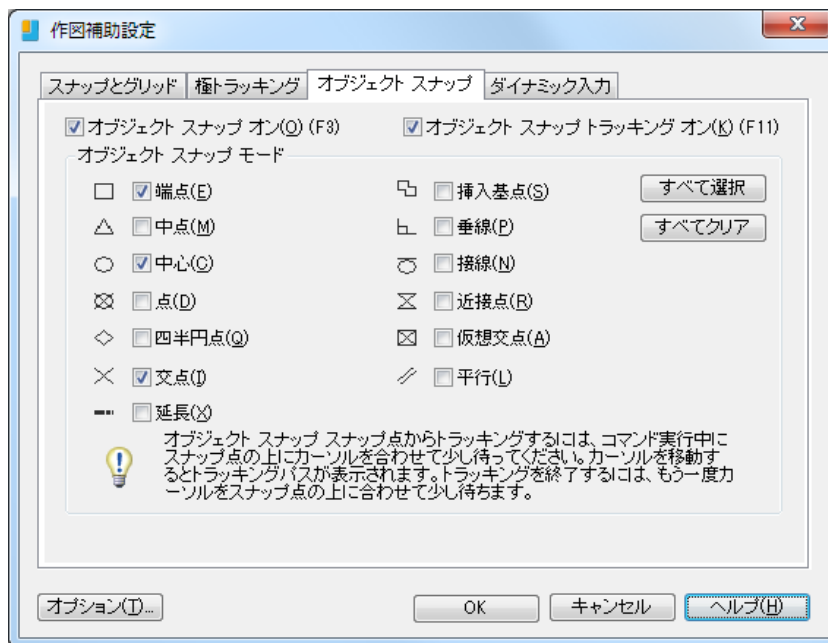 作図補助設定
スナップとグリッド 極トラッキング オブジェクト スナップ ダイナミック入力
オブジェクト スナップ オン(O) (F3) オブジェクト スナップ トラッキング オン(K) (F11)
オブジェクト スナップ モード
端点(E) 挿入基点(S) すべて選択
中点(M) 垂線(P) すべてクリア
中心(C) 接線(N)
点(D) 近接点(R)
四半円点(Q) 仮想交点(A)
交点(I) 平行(L)
延長(X)
オブジェクト スナップ スナップ点からトラッキングするには、コマンド実行中に
スナップ点の上にカーソルを合わせて少し待ってください。カーソルを移動す
るとトラッキングパスが表示されます。トラッキングを終了するには、もう一度カ
ーソルをスナップ点の上に合わせて少し待ちます。
オプション(T)... OK キャンセル ヘルプ(H)